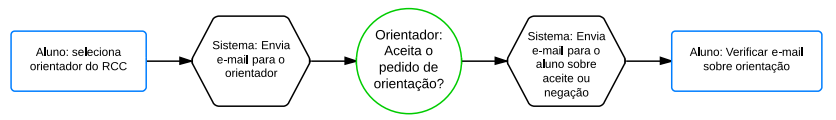 Aluno: seleciona
orientador do RCC
Sistema: Envia
e-mail para o
orientador
Orientador:
Aceita o
pedido de
orientação?
Sistema: Envia
e-mail para o
aluno sobre
aceite ou
negação
Aluno: Verificar e-mail
sobre orientação